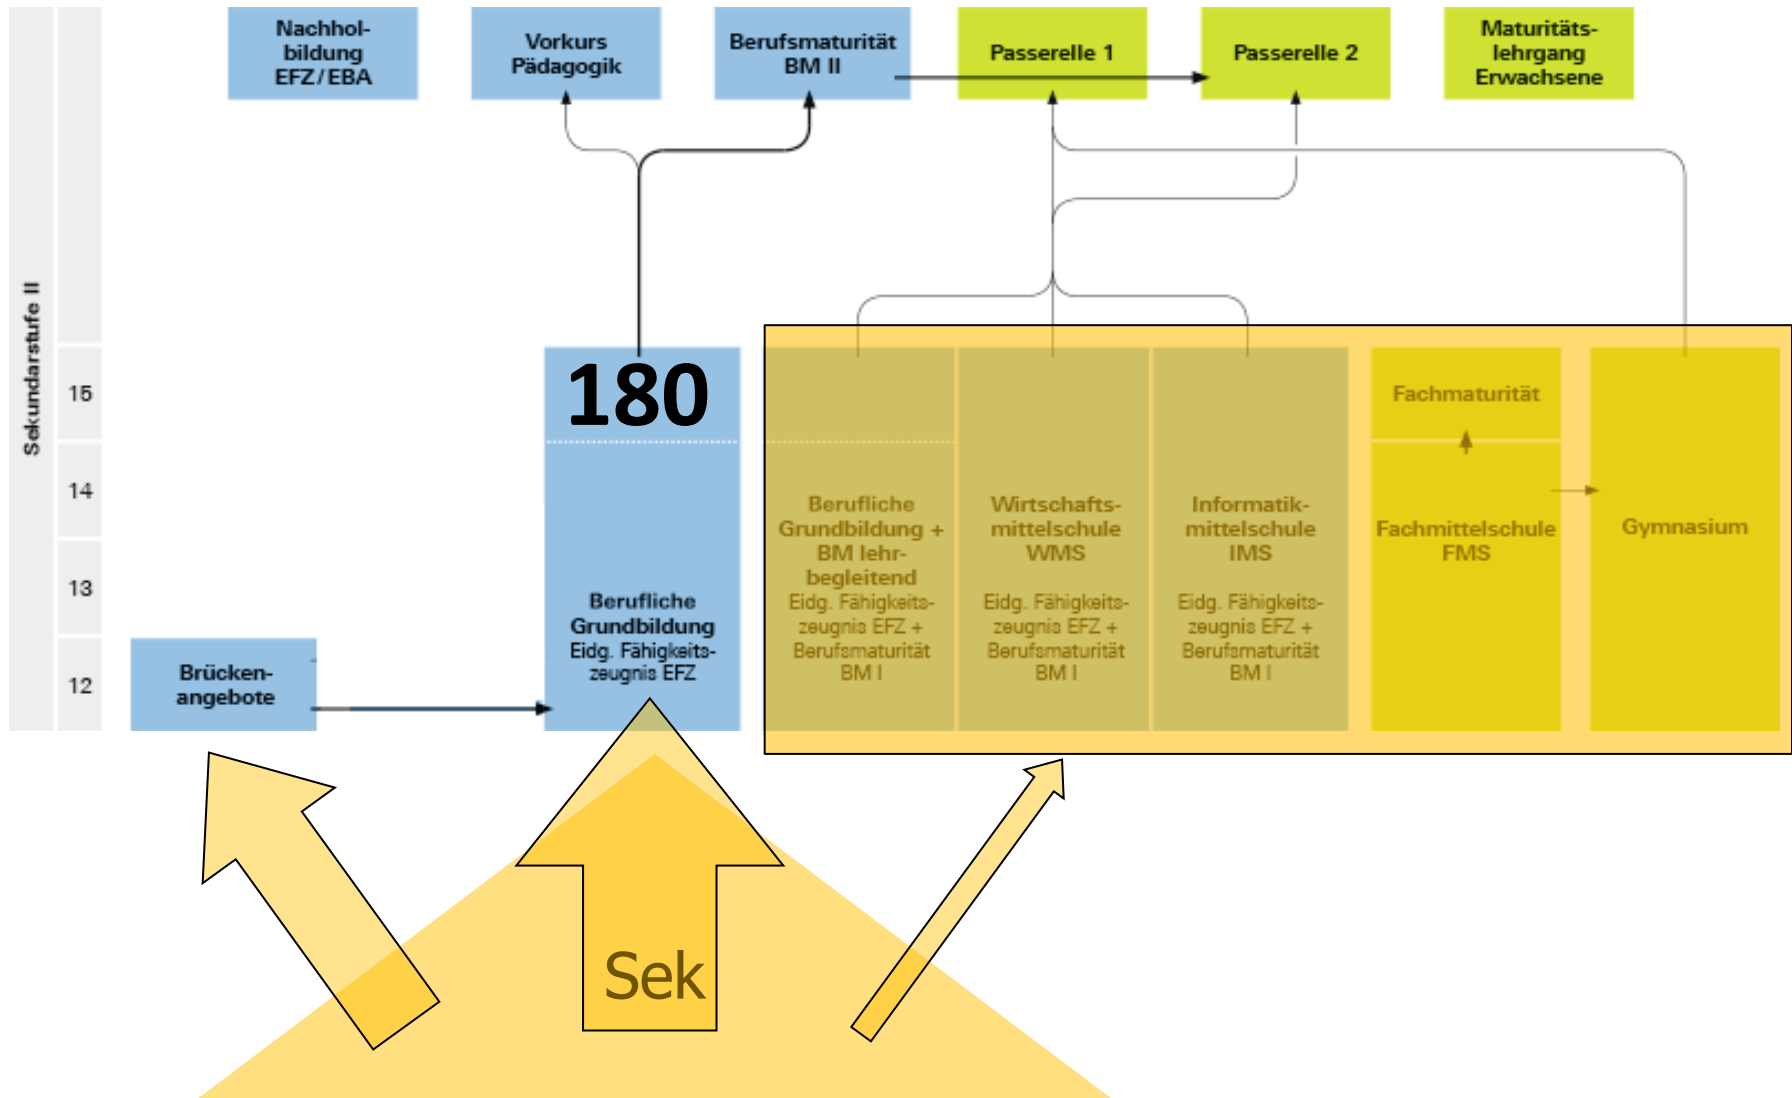 Nachhol-
bildung
EFZ/EBA
Vorkurs
Pädagogik
Berufsmaturität
BM II
Passerelle 1
Passerelle 2
Maturitäts-
lehrgang
Erwachsene
Sekundarstufe II
15
14
13
12
180
Brücken-
angebote
Berufliche
Grundbildung
Eidg. Fähigkeits-
zeugnis EFZ
Berufliche
Grundbildung +
BM lehr-
begleitend
Eidg. Fähigkeits-
zeugnis EFZ +
Berufsmaturität
BM I
Wirtschafts-
mittelschule
WMS
Eidg. Fähigkeits-
zeugnis EFZ +
Berufsmaturität
BM I
Informatik-
mittelschule
IMS
Eidg. Fähigkeits-
zeugnis EFZ +
Berufsmaturität
BM I
Fachmaturität
Fachmittelschule
FMS
Gymnasium
Sek